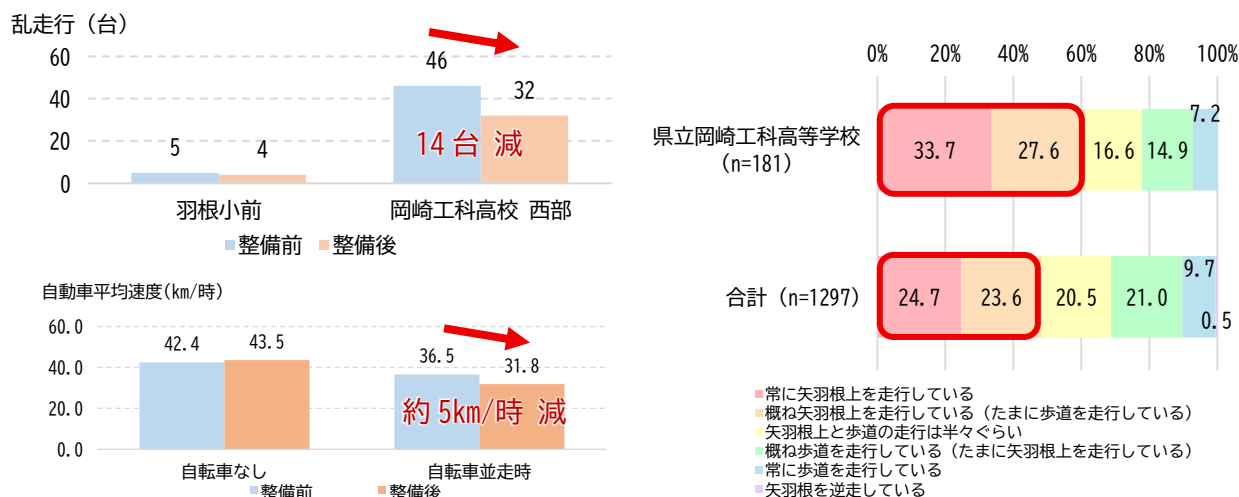 乱走行（台）
60
40
20
0
46
32
5
4
14台 減
羽根小前
岡崎工科高校 西部
整備前 整備後
自動車平均速度(km/時)
60.0
40.0
20.0
0.0
42.4
43.5
36.5
31.8
約5km/時 減
自転車なし
自転車並走時
整備前 整備後
0% 20% 40% 60% 80% 100%
県立岡崎工科高等学校
（n=181）
33.7 27.6 16.6 14.9 7.2
合計（n=1297）
24.7 23.6 20.5 21.0 9.7
0.5
常に矢羽根上を走行している
概ね矢羽根上を走行している（たまに歩道を走行している）
矢羽根上と歩道の走行は半々ぐらい
概ね歩道を走行している（たまに矢羽根上を走行している）
常に歩道を走行している
矢羽根を逆走している